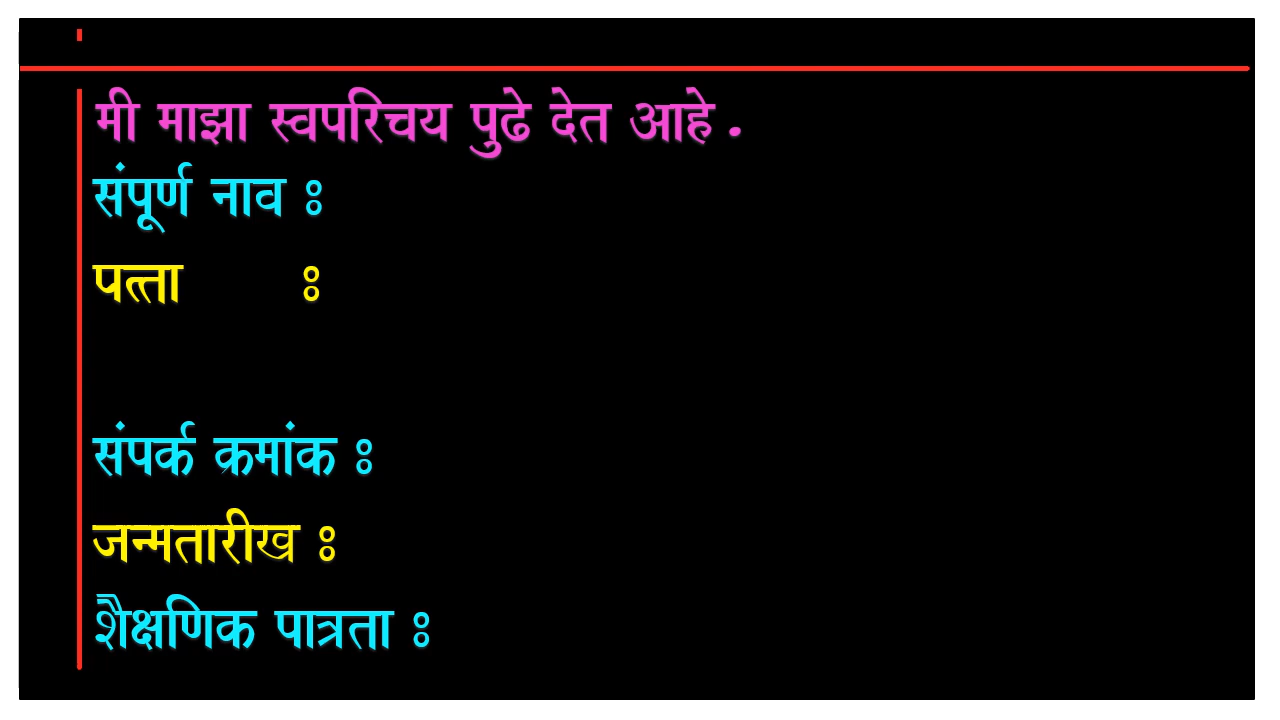 मी माझा स्वपरिचय पुढे देत आहे .
संपूर्ण नाव :
पत्ता :
संपर्क क्रमांक :
जन्मतारीख :
शैक्षणिक पात्रता :